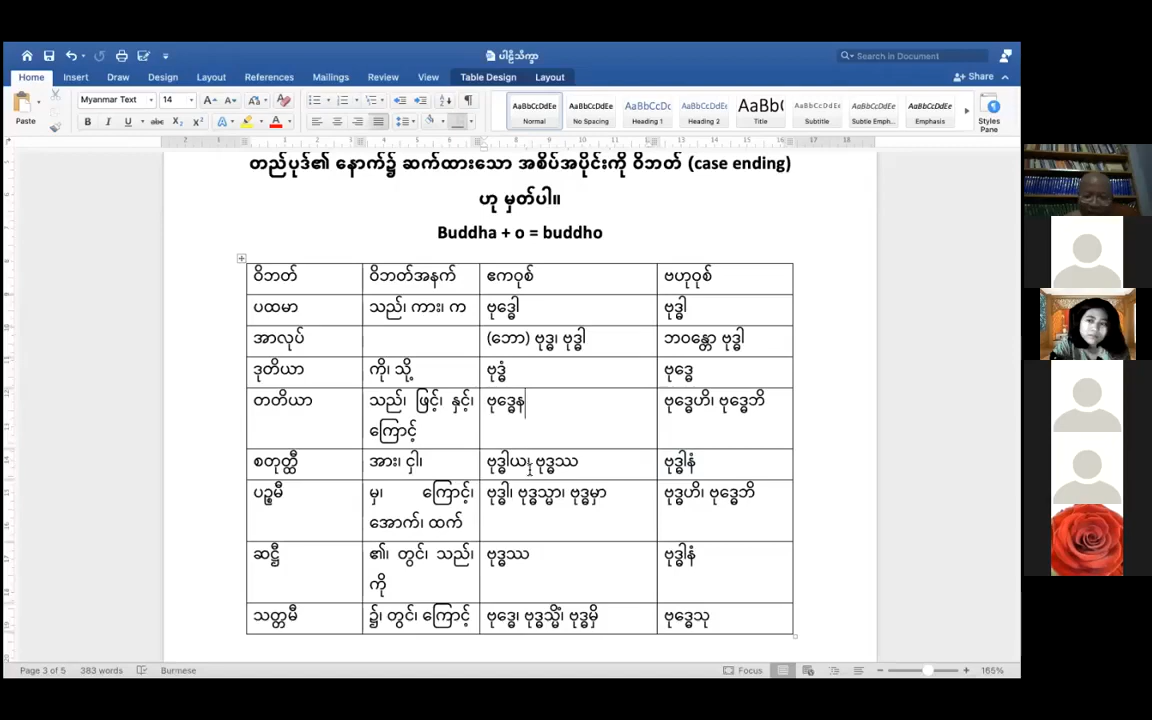 ပါဠိသိက္ခာ
Search in Document
Home Insert Draw Design Layout References Mailings Review View Table Design Layout Share
Myanmar Text 14
Paste
AaBbCcDdEe AaBbCcDdEe AaBbCcDc AaBbCcDdEe AaBb( AaBbCcDdEe AaBbCcDdEe AaBbCcDdEe
Normal No Spacing Heading 1 Heading 2 Title Subtitle Subtle Emph... Emphasis Styles Pane
တည်ပုဒ်၏ နောက်၌ ဆက်ထားသော အစိပ်အပိုင်းကို ဝိဘတ် (case ending)
ဟု မှတ်ပါ။
Buddha + o = buddho
ဝိဘတ် ဝိဘတ်အနက် ဧကဝုစ် ဗဟုဝုစ်
ပထမာ သည်၊ ကား၊ က ဗုဒ္ဓေါ ဗုဒ္ဓါ
အာလုပ် (ဘော) ဗုဒ္ဓ၊ ဗုဒ္ဓါ ဘဝန္တော ဗုဒ္ဓါ
ဒုတိယာ ကို၊ သို့ ဗုဒ္ဓံ ဗုဒ္ဓေ
တတိယာ သည်၊ ဖြင့်၊ နှင့်၊ ဗုဒ္ဓေန ဗုဒ္ဓေဟိ၊ ဗုဒ္ဓေဘိ
ကြောင့်
စတုတ္ထီ အား၊ ငှါ၊ ဗုဒ္ဓါယ၊ ဗုဒ္ဓဿ ဗုဒ္ဓါနံ
ပဉ္စမီ မှ၊ ကြောင့်၊ ဗုဒ္ဓါ၊ ဗုဒ္ဓသ္မာ၊ ဗုဒ္ဓမှာ ဗုဒ္ဓဟိ၊ ဗုဒ္ဓေဘိ
အောက်၊ ထက်
ဆဋ္ဌီ ၏၊ တွင်၊ သည်၊ ဗုဒ္ဓဿ ဗုဒ္ဓါနံ
ကို
သတ္တမီ ၌၊ တွင်၊ ကြောင့် ဗုဒ္ဓေ၊ ဗုဒ္ဓသ္မိံ၊ ဗုဒ္ဓမှိ ဗုဒ္ဓေသု
Page 3 of 5 383 words Burmese Focus 165%